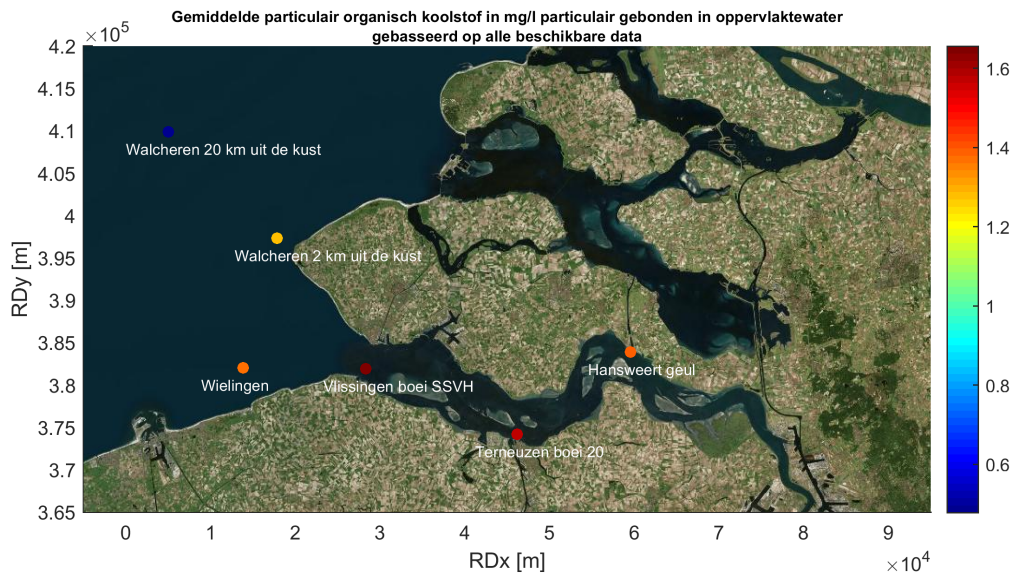 Gemiddelde particulair organisch koolstof in mg/l particulair gebonden in oppervlaktewater
gebasseerd op alle beschikbare data
×10⁵
4.2
4.15
4.1
4.05
4
3.95
3.9
3.85
3.8
3.75
3.7
3.65
RDy [m]
Walcheren 20 km uit de kust
Walcheren 2 km uit de kust
Wielingen
Vlissingen boei SSVH
Hansweert geul
Terneuzen boei 20
1.6
1.4
1.2
1
0.8
0.6
0 1 2 3 4 5 6 7 8 9
RDx [m]
×10⁴